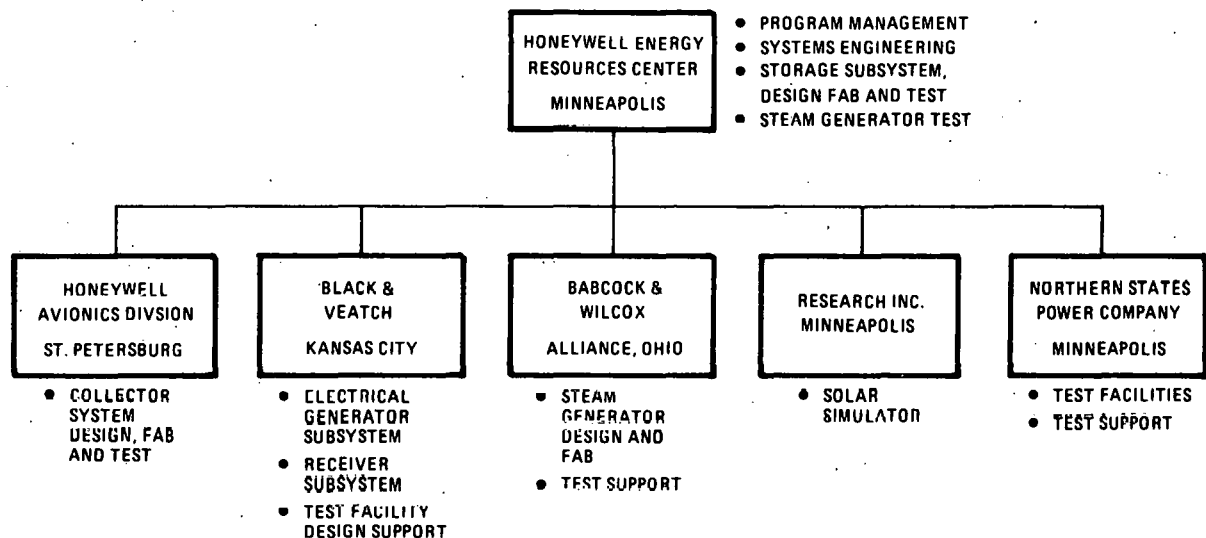 HONEYWELL ENERGY
RESOURCES CENTER
MINNEAPOLIS
• PROGRAM MANAGEMENT
• SYSTEMS ENGINEERING
• STORAGE SUBSYSTEM,
DESIGN FAB AND TEST
• STEAM GENERATOR TEST
HONEYWELL
AVIONICS DIVSION
ST. PETERSBURG
• COLLECTOR
SYSTEM
DESIGN, FAB
AND TEST
BLACK &
VEATCH
KANSAS CITY
• ELECTRICAL
GENERATOR
SUBSYSTEM
• RECEIVER
SUBSYSTEM
• TEST FACILITY
DESIGN SUPPORT
BABCOCK &
WILCOX
ALLIANCE, OHIO
• STEAM
GENERATOR
DESIGN AND
FAB
• TEST SUPPORT
RESEARCH INC.
MINNEAPOLIS
• SOLAR
SIMULATOR
NORTHERN STATES
POWER COMPANY
MINNEAPOLIS
• TEST FACILITIES
• TEST SUPPORT